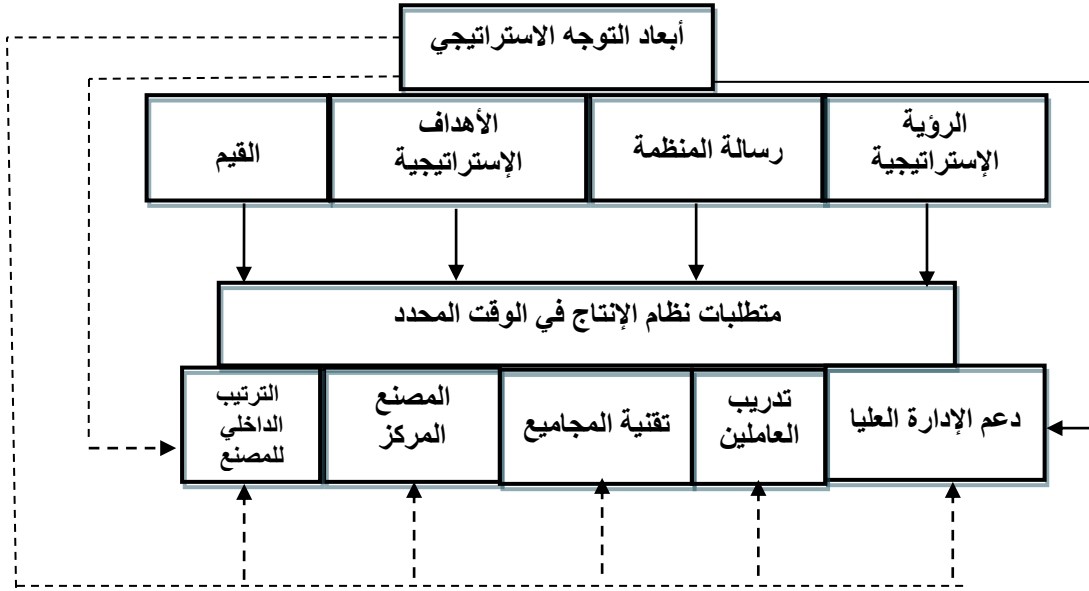 أبعاد التوجه الاستراتيجي
الرؤية
الإستراتيجية
رسالة المنظمة
الأهداف
الإستراتيجية
القيم
متطلبات نظام الإنتاج في الوقت المحدد
دعم الإدارة العليا
تدريب
العاملين
تقنية المجاميع
المصنع
المركز
الترتيب
الداخلي
للمصنع